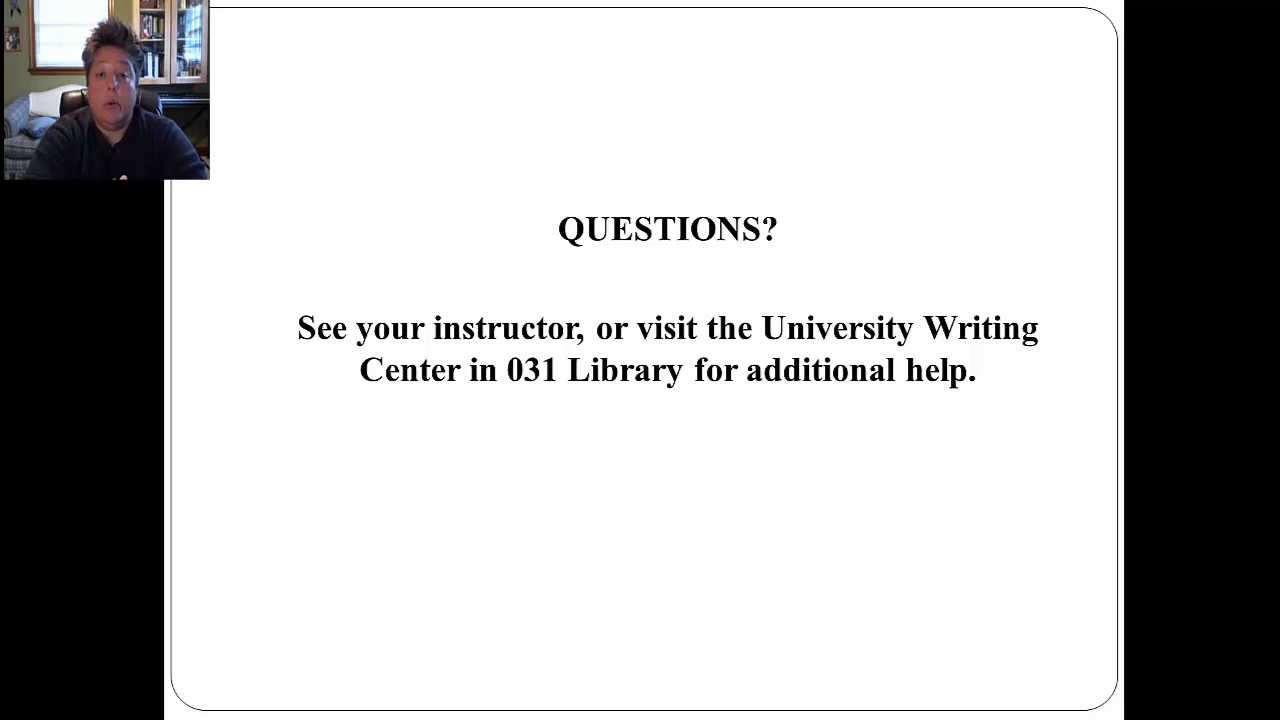 QUESTIONS?
See your instructor, or visit the University Writing
Center in 031 Library for additional help.